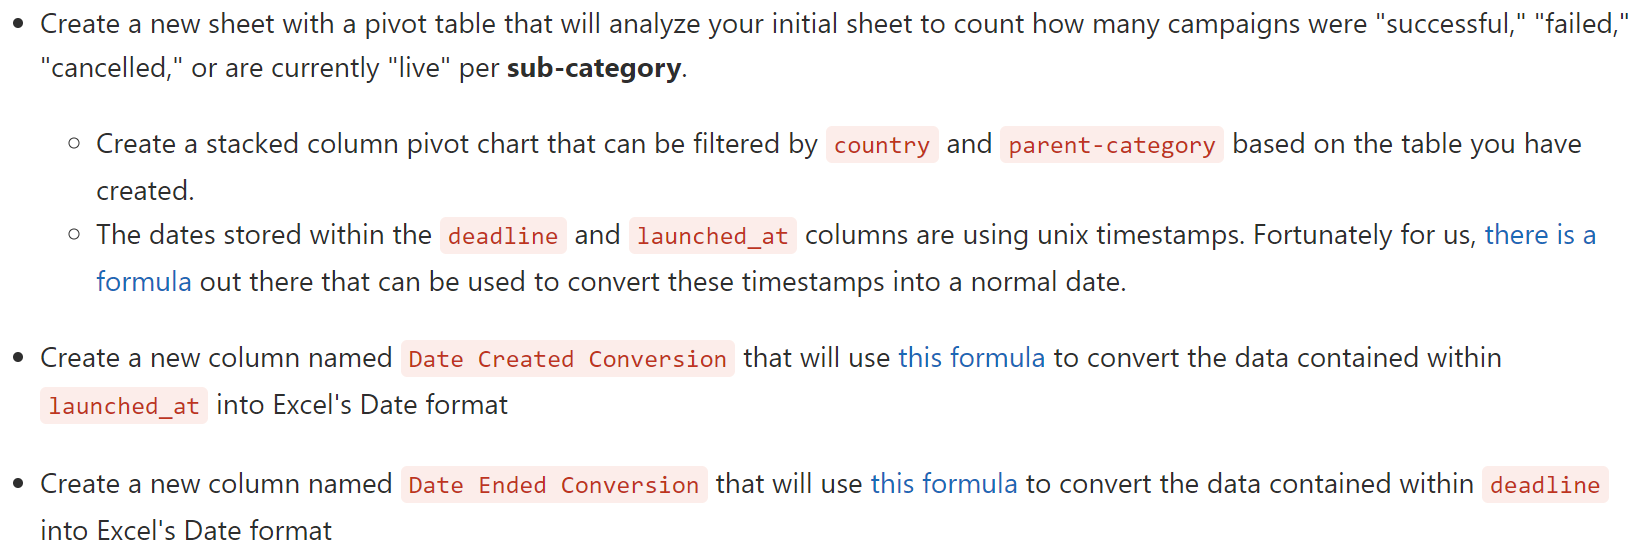 • Create a new sheet with a pivot table that will analyze your initial sheet to count how many campaigns were "successful," "failed,"
"cancelled," or are currently "live" per sub-category.
◦ Create a stacked column pivot chart that can be filtered by country and parent-category based on the table you have
created.
◦ The dates stored within the deadline and launched_at columns are using unix timestamps. Fortunately for us, there is a
formula out there that can be used to convert these timestamps into a normal date.
• Create a new column named Date Created Conversion that will use this formula to convert the data contained within
launched_at into Excel's Date format
• Create a new column named Date Ended Conversion that will use this formula to convert the data contained within deadline
into Excel's Date format